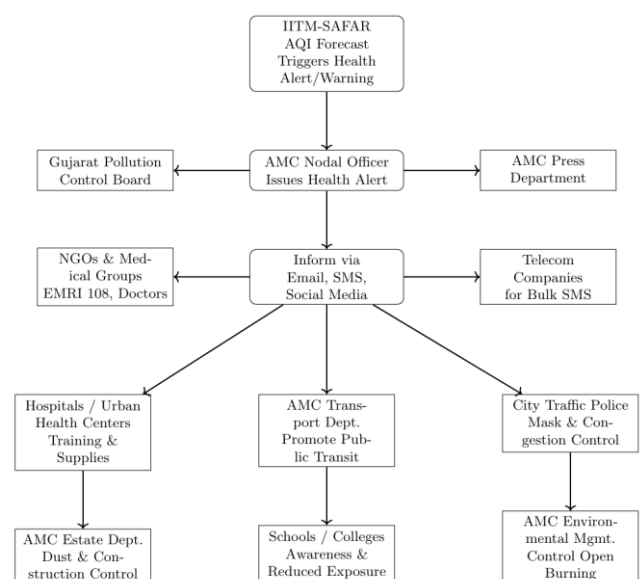 IITM-SAFAR
AQI Forecast
Triggers Health
Alert/Warning
Gujarat Pollution
Control Board
AMC Nodal Officer
Issues Health Alert
AMC Press
Department
NGOs & Med-
ical Groups
EMRI 108, Doctors
Inform via
Email, SMS,
Social Media
Telecom
Companies
for Bulk SMS
Hospitals / Urban
Health Centers
Training &
Supplies
AMC Trans-
port Dept.
Promote Pub-
lic Transit
City Traffic Police
Mask & Con-
gestion Control
AMC Estate Dept.
Dust & Con-
struction Control
Schools / Colleges
Awareness &
Reduced Exposure
AMC Environ-
mental Mgmt.
Control Open
Burning